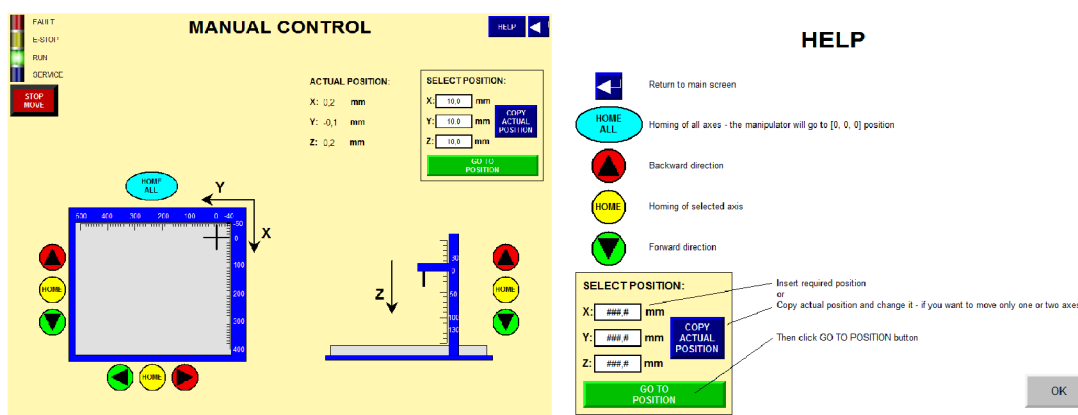 FAULT
E-STOP
RUN
SERVICE
STOP
MOVE
MANUAL CONTROL
HELP
ACTUAL POSITION:
X: 0,2 mm
Y: -0,1 mm
Z: 0,2 mm
SELECT POSITION:
X: 10,0 mm
Y: 10,0 mm
Z: 10,0 mm
COPY
ACTUAL
POSITION
GO TO
POSITION
HOME
ALL
Y
X
500 400 300 200 100 0 -40
-50
0
100
200
300
400
HOME
HOME
Z
30
0
50
100
130
HOME
HELP
Return to main screen
HOME
ALL
Homing of all axes - the manipulator will go to [0, 0, 0] position
Backward direction
HOME
Homing of selected axis
Forward direction
SELECT POSITION:
X: ###,# mm
Y: ###,# mm
Z: ###,# mm
COPY
ACTUAL
POSITION
GO TO
POSITION
Insert required position
or
Copy actual position and change it - if you want to move only one or two axes
Then click GO TO POSITION button
OK